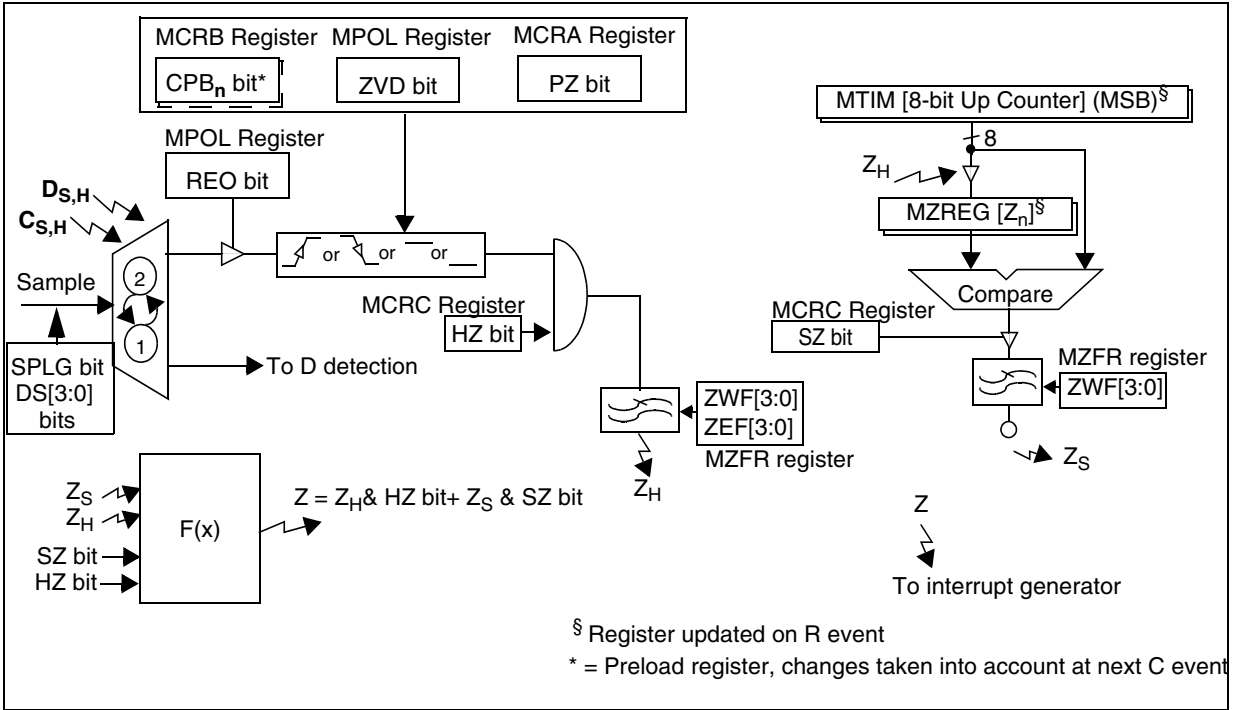 MCRB Register MPOL Register MCRA Register
CPBn bit* ZVD bit PZ bit
MTIM [8-bit Up Counter] (MSB)§
8
ZH
MZREG [Zn]§
Compare
MCRC Register
SZ bit
MZFR register
ZWF[3:0]
ZS
MPOL Register
REO bit
DS,H
CS,H
Sample
2
1
SPLG bit
DS[3:0]
bits
or or or
To D detection
MCRC Register
HZ bit
ZWF[3:0]
ZEF[3:0]
MZFR register
ZH
ZS
ZH
SZ bit
HZ bit
F(x)
Z = ZH& HZ bit+ ZS & SZ bit
Z
To interrupt generator
§ Register updated on R event
* = Preload register, changes taken into account at next C event